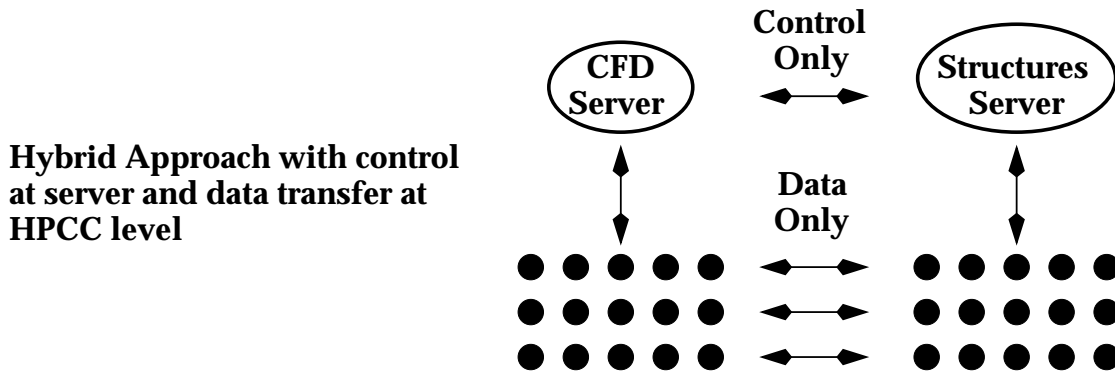 Control
Only
CFD
Server
Structures
Server
Hybrid Approach with control
at server and data transfer at
HPCC level
Data
Only